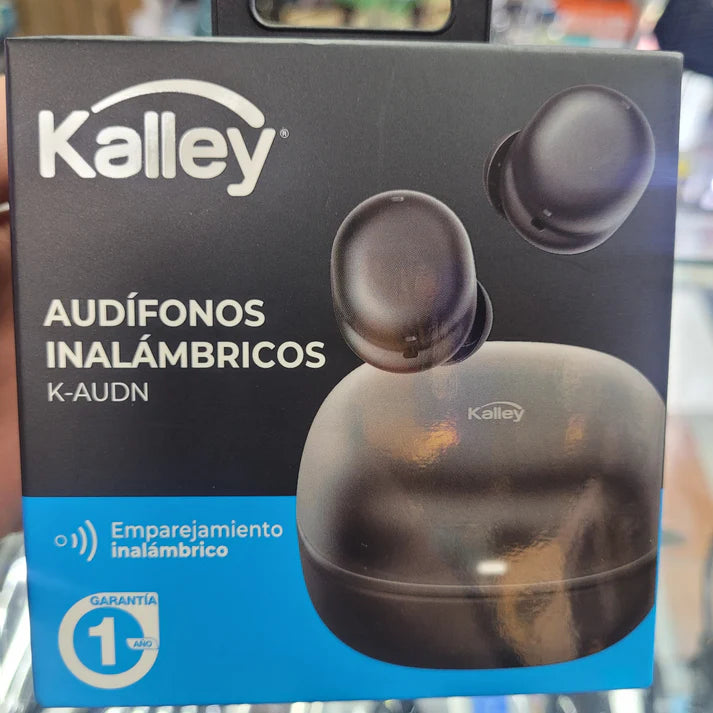 Kalley®
AUDÍFONOS
INALÁMBRICOS
K-AUDN
Kalley
Emparejamiento
inalámbrico
GARANTÍA
1 AÑO